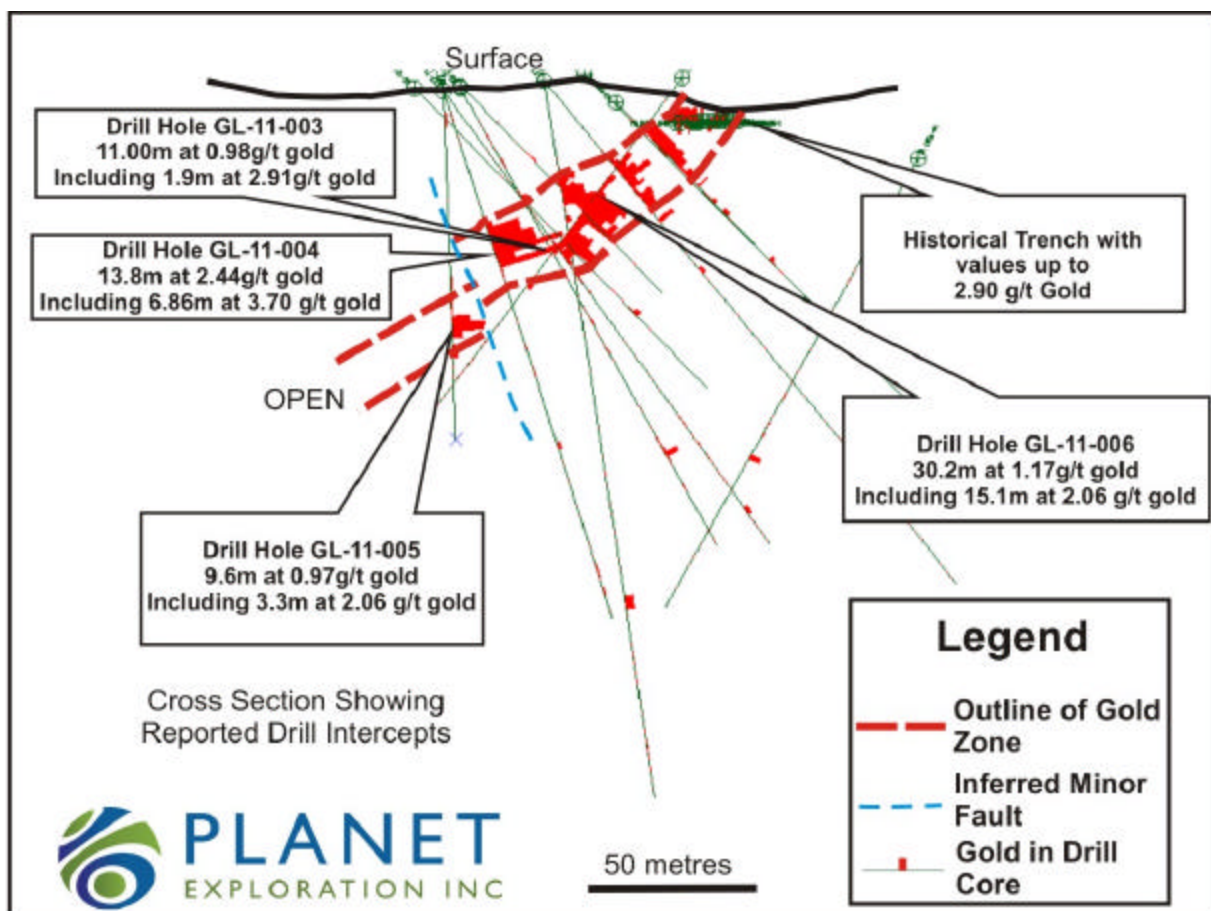 Surface
Drill Hole GL-11-003
11.00m at 0.98g/t gold
Including 1.9m at 2.91g/t gold
Drill Hole GL-11-004
13.8m at 2.44g/t gold
Including 6.86m at 3.70 g/t gold
Historical Trench with
values up to
2.90 g/t Gold
OPEN
Drill Hole GL-11-006
30.2m at 1.17g/t gold
Including 15.1m at 2.06 g/t gold
Drill Hole GL-11-005
9.6m at 0.97g/t gold
Including 3.3m at 2.06 g/t gold
Cross Section Showing
Reported Drill Intercepts
Legend
Outline of Gold
Zone
Inferred Minor
Fault
Gold in Drill
Core
PLANET
EXPLORATION INC
50 metres